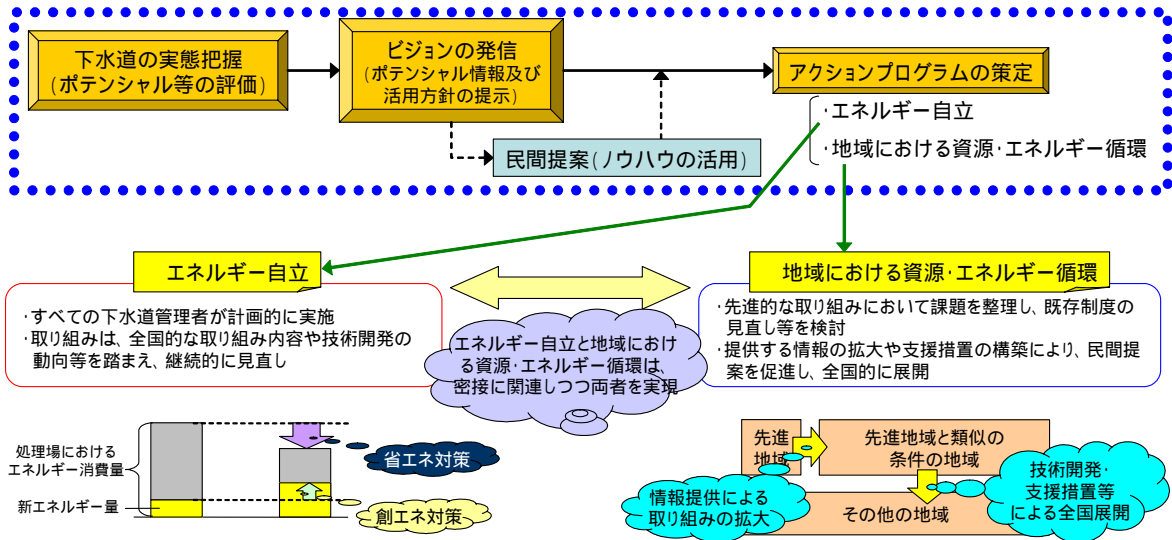 下水道の実態把握
(ポテンシャル等の評価)
ビジョンの発信
(ポテンシャル情報及び
活用方針の提示)
アクションプログラムの策定
・エネルギー自立
・地域における資源・エネルギー循環
民間提案(ノウハウの活用)
エネルギー自立
・すべての下水道管理者が計画的に実施
・取り組みは、全国的な取り組み内容や技術開発の
動向等を踏まえ、継続的に見直し
エネルギー自立と地域におけ
る資源・エネルギー循環は、
密接に関連しつつ両者を実現
地域における資源・エネルギー循環
・先進的な取り組みにおいて課題を整理し、既存制度の
見直し等を検討
・提供する情報の拡大や支援措置の構築により、民間提
案を促進し、全国的に展開
処理場における
エネルギー消費量
新エネルギー量
省エネ対策
創エネ対策
先進
地域
先進地域と類似の
条件の地域
情報提供による
取り組みの拡大
その他の地域
技術開発・
支援措置等
による全国展開